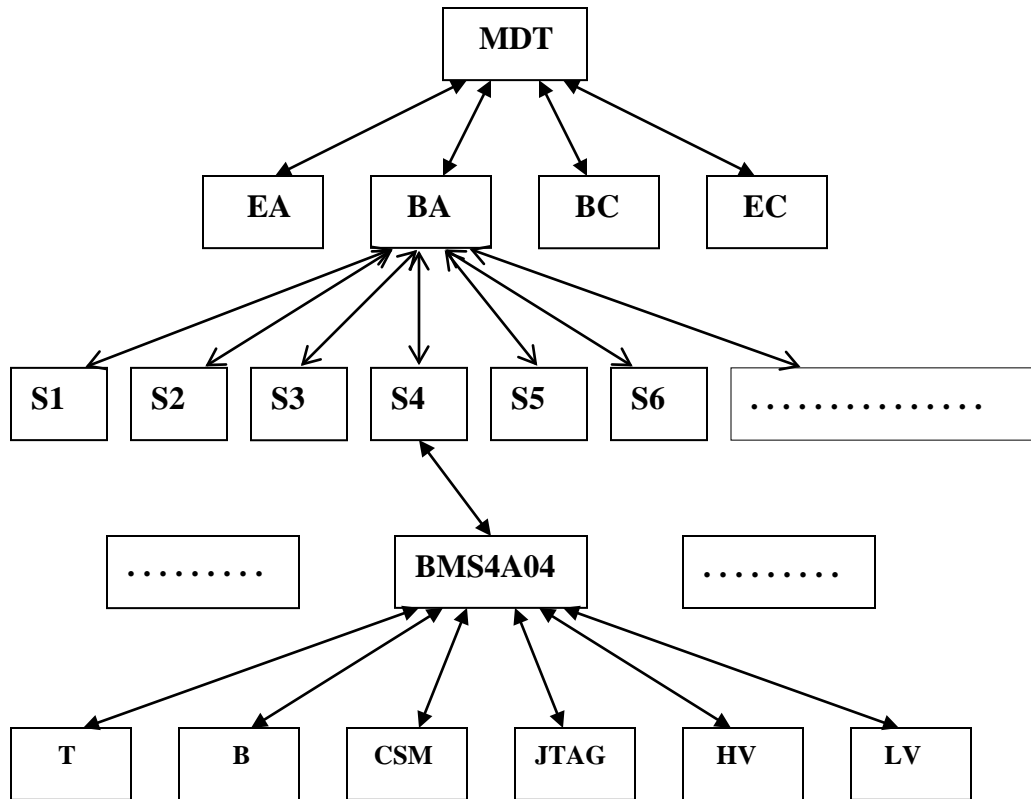 MDT
EA BA BC EC
S1 S2 S3 S4 S5 S6 . . . . . . . . . . . . . . .
. . . . . . . . . BMS4A04 . . . . . . . . .
T B CSM JTAG HV LV